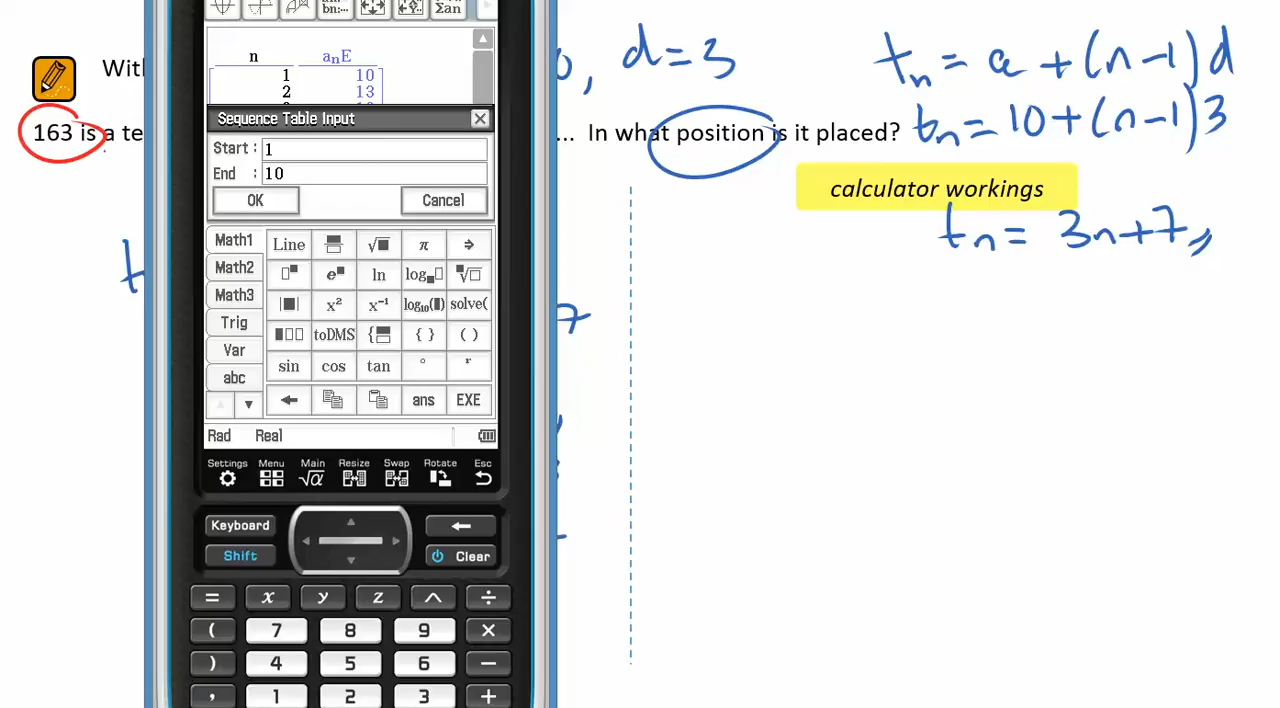 With
0, d=3
tn = a + (n-1)d
163 is a te
... In what position is it placed?
tn = 10+(n-1)3
calculator workings
tn = 3n+7
t
7
n anE
1 10
2 13
Sequence Table Input
Start: 1
End 10
OK Cancel
Math1 Line π ⇒
Math2 e■ ln log■□
Math3 |■| x² x⁻¹ log₁₀(■) solve(
Trig toDMS { } ( )
Var sin cos tan ° r
abc ans EXE
Rad Real
Settings Menu Main Resize Swap Rotate Esc
Keyboard
Shift Clear
= x y z ^ ÷
( 7 8 9 ×
) 4 5 6 −
, 1 2 3 +